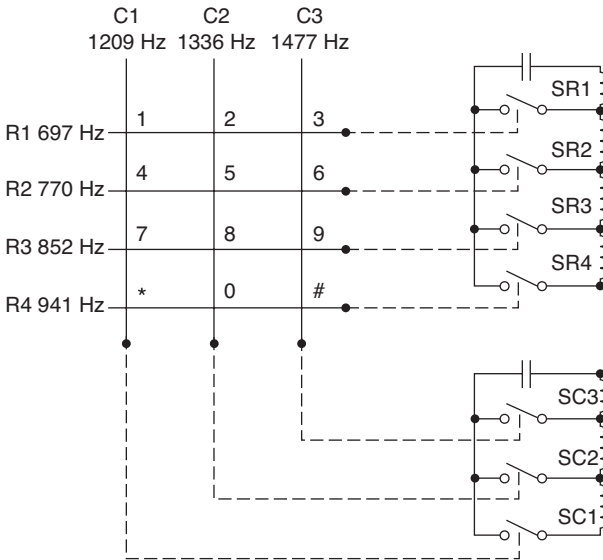 C1 C2 C3
1209 Hz 1336 Hz 1477 Hz
SR1
R1 697 Hz 1 2 3
SR2
R2 770 Hz 4 5 6
SR3
R3 852 Hz 7 8 9
SR4
R4 941 Hz * 0 #
SC3
SC2
SC1